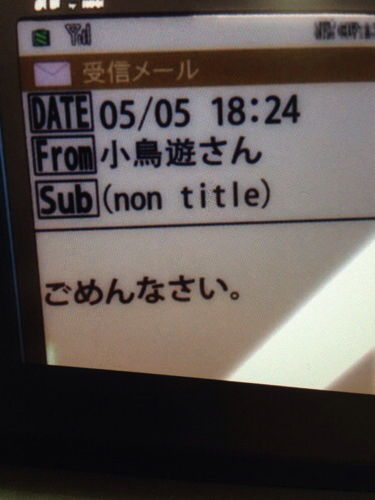 受信メール
DATE 05/05 18:24
From 小鳥遊さん
Sub (non title)
ごめんなさい。